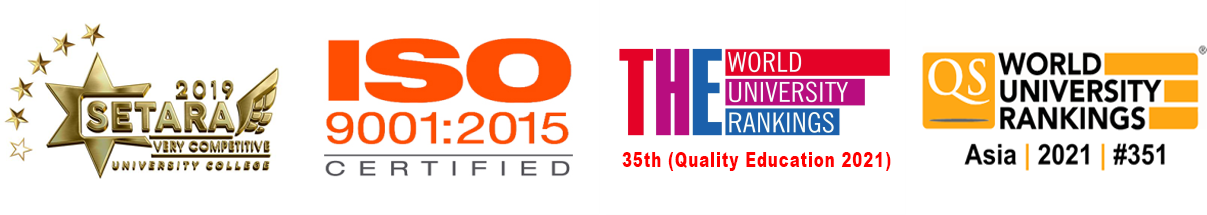 2019
SETARA
VERY COMPETITIVE
UNIVERSITY COLLEGE
ISO
9001:2015
CERTIFIED
THE WORLD
UNIVERSITY
RANKINGS
35th (Quality Education 2021)
QS WORLD
UNIVERSITY
RANKINGS
®
Asia | 2021 | #351